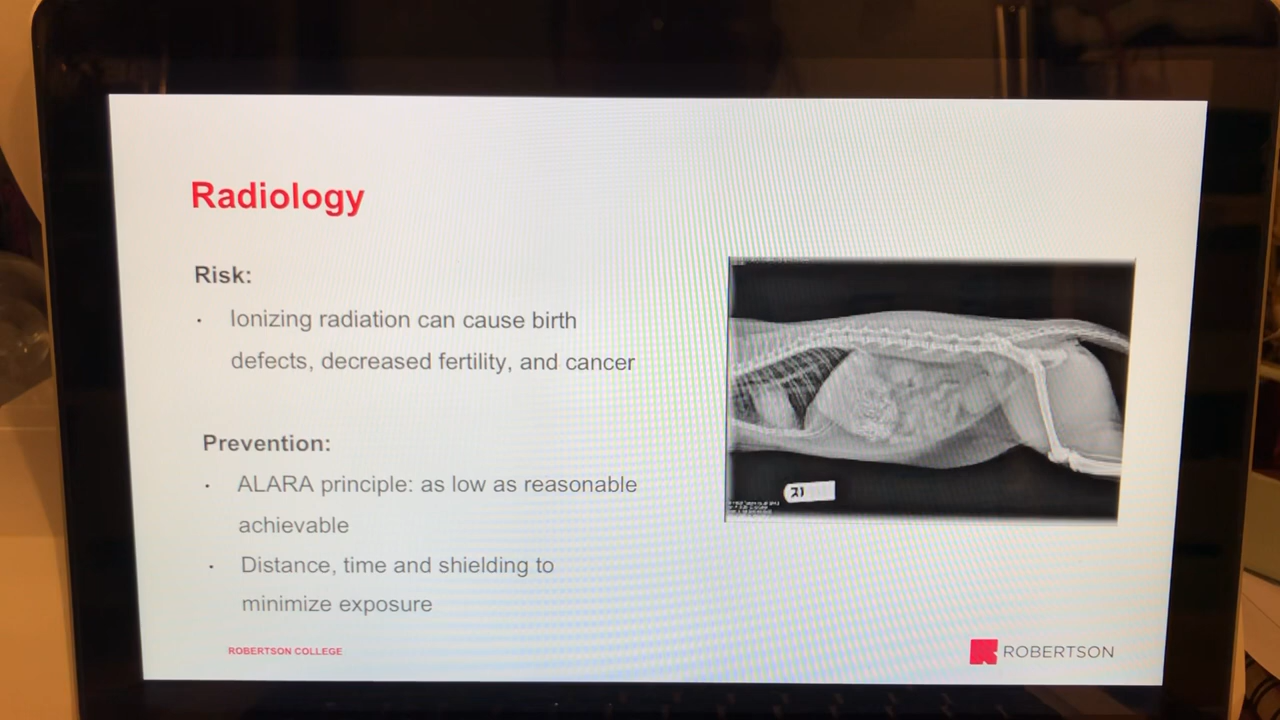 Radiology
Risk:
· Ionizing radiation can cause birth
defects, decreased fertility, and cancer
Prevention:
· ALARA principle: as low as reasonable
achievable
· Distance, time and shielding to
minimize exposure
ROBERTSON COLLEGE
ROBERTSON